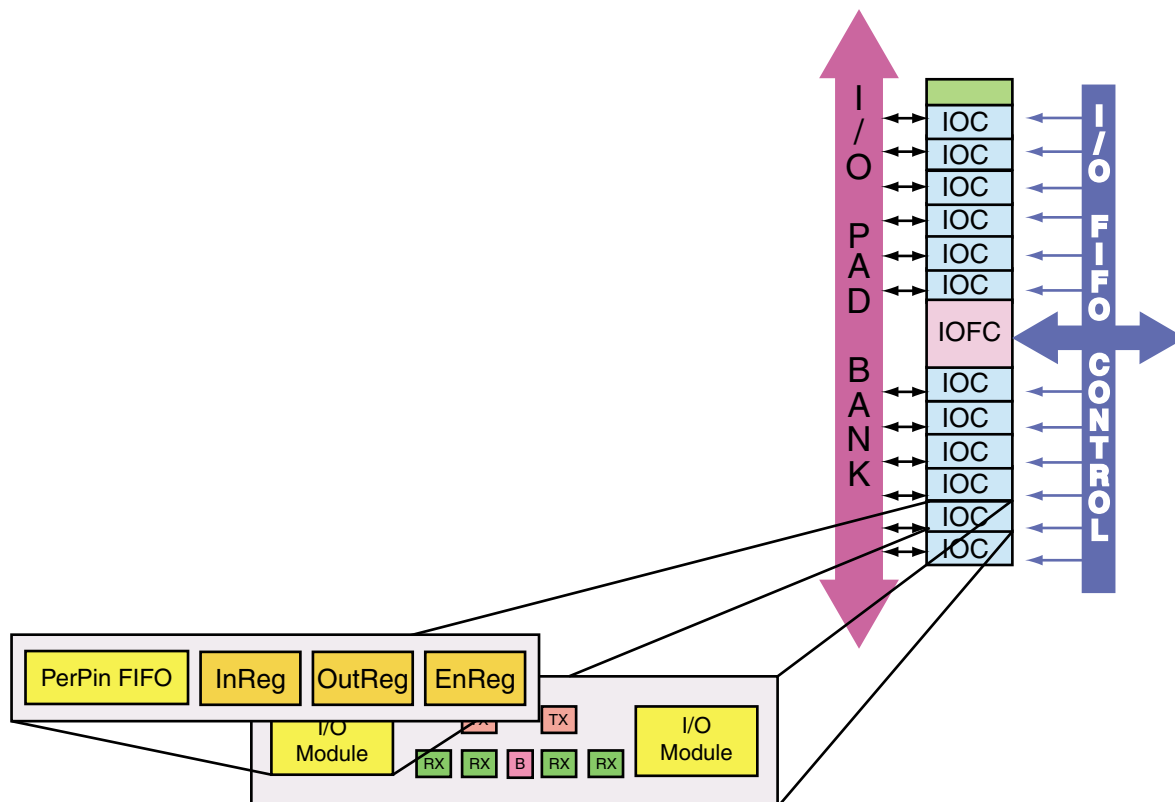 I/O PAD BANK
IOC
IOC
IOC
IOC
IOC
IOC
IOFC
IOC
IOC
IOC
IOC
IOC
IOC
I/O FIFO CONTROL
PerPin FIFO
InReg
OutReg
EnReg
I/O
Module
TX
I/O
Module
RX
RX
B
RX
RX